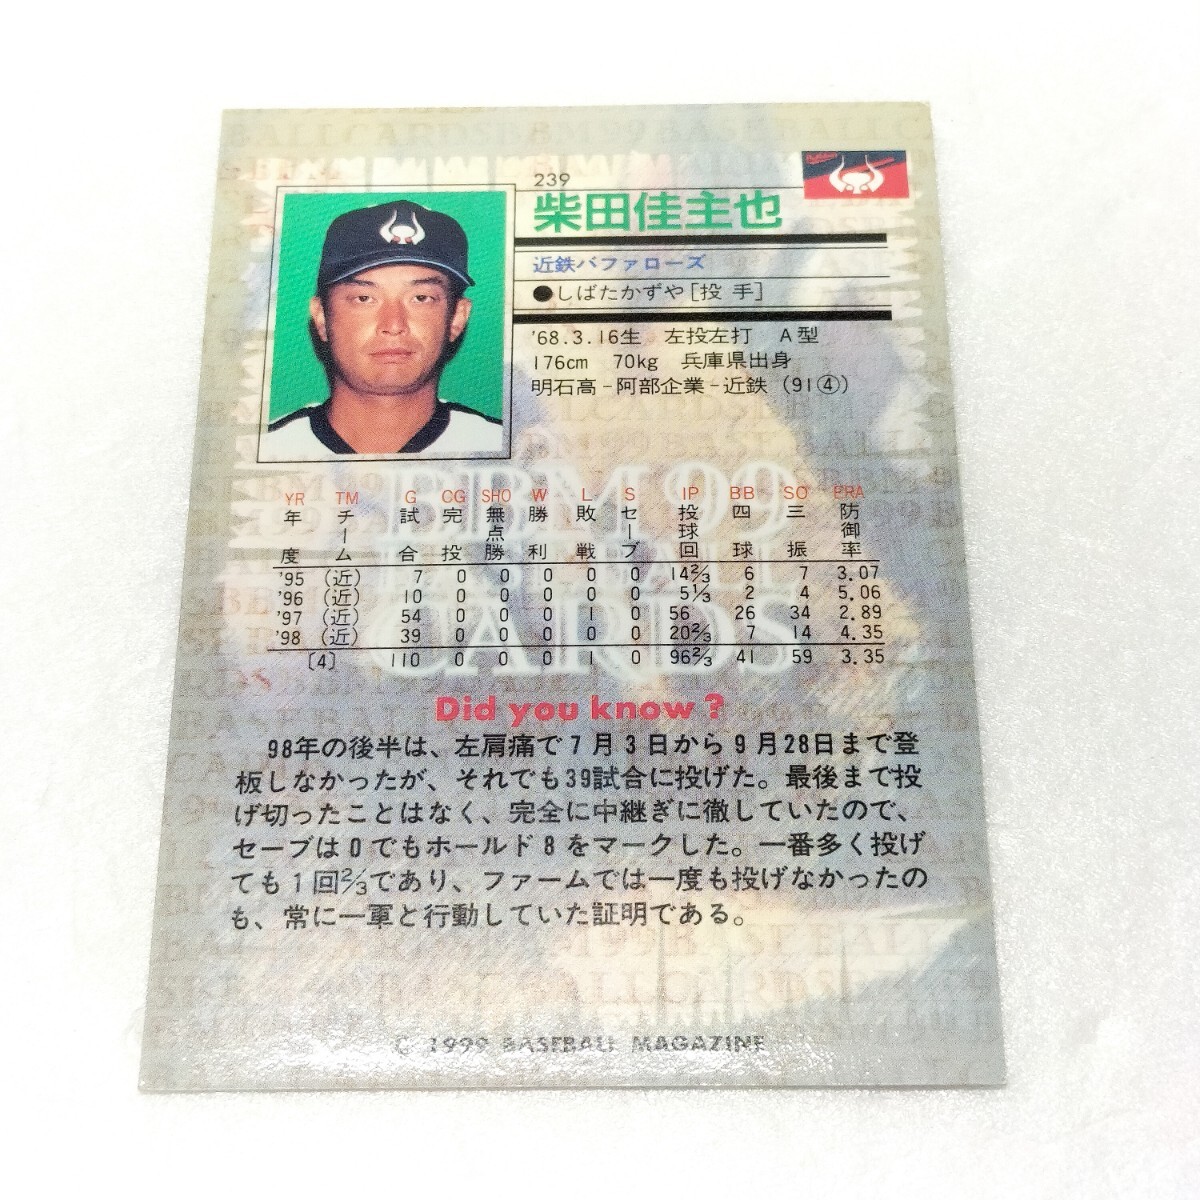 239
柴田佳主也
近鉄バファローズ
●しばたかずや[投手]
'68.3.16生 左投左打 A型
176cm 70kg 兵庫県出身
明石高-阿部企業-近鉄(91④)
BBM 99
BASEBALL
CARDS
YR TM G CG SHO W L S IP BB SO ERA
年度 チーム 試合 完投 無点勝 勝利 敗戦 セーブ 投球回 四球 三振 防御率
'95 (近) 7 0 0 0 0 0 14⅔ 6 7 3.07
'96 (近) 10 0 0 0 0 0 5⅓ 2 4 5.06
'97 (近) 54 0 0 0 1 0 56 26 34 2.89
'98 (近) 39 0 0 0 0 0 20⅔ 7 14 4.35
[4] 110 0 0 0 1 0 96⅔ 41 59 3.35
Did you know?
98年の後半は、左肩痛で7月3日から9月28日まで登
板しなかったが、それでも39試合に投げた。最後まで投
げ切ったことはなく、完全に中継ぎに徹していたので、
セーブは0でもホールド8をマークした。一番多く投げ
ても1回⅔であり、ファームでは一度も投げなかったの
も、常に一軍と行動していた証明である。
© 1999 BASEBALL MAGAZINE